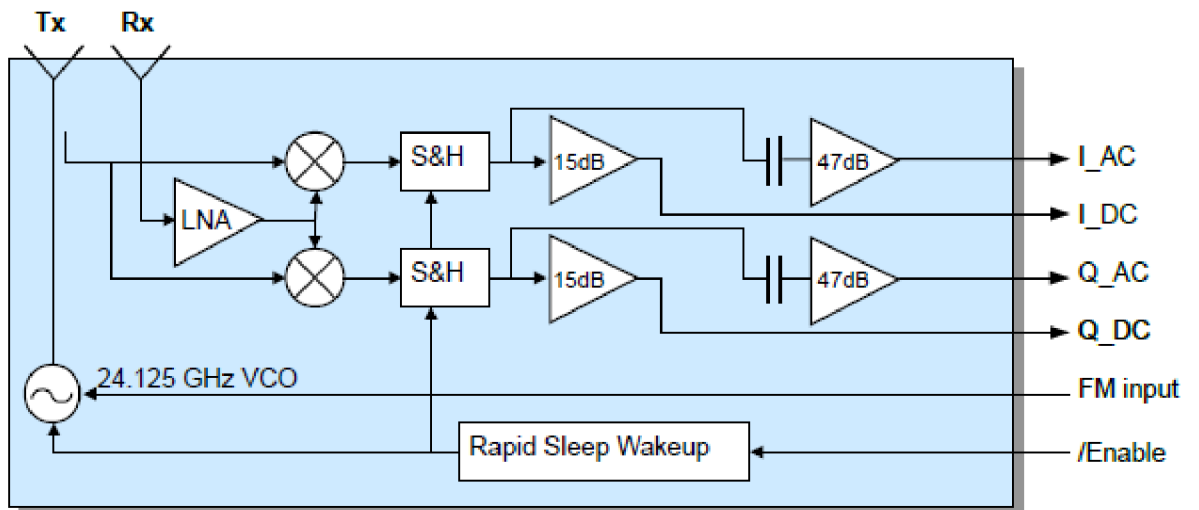 Tx Rx
S&H 15dB 47dB I_AC
LNA I_DC
S&H 15dB 47dB Q_AC
Q_DC
24.125 GHz VCO FM input
Rapid Sleep Wakeup /Enable